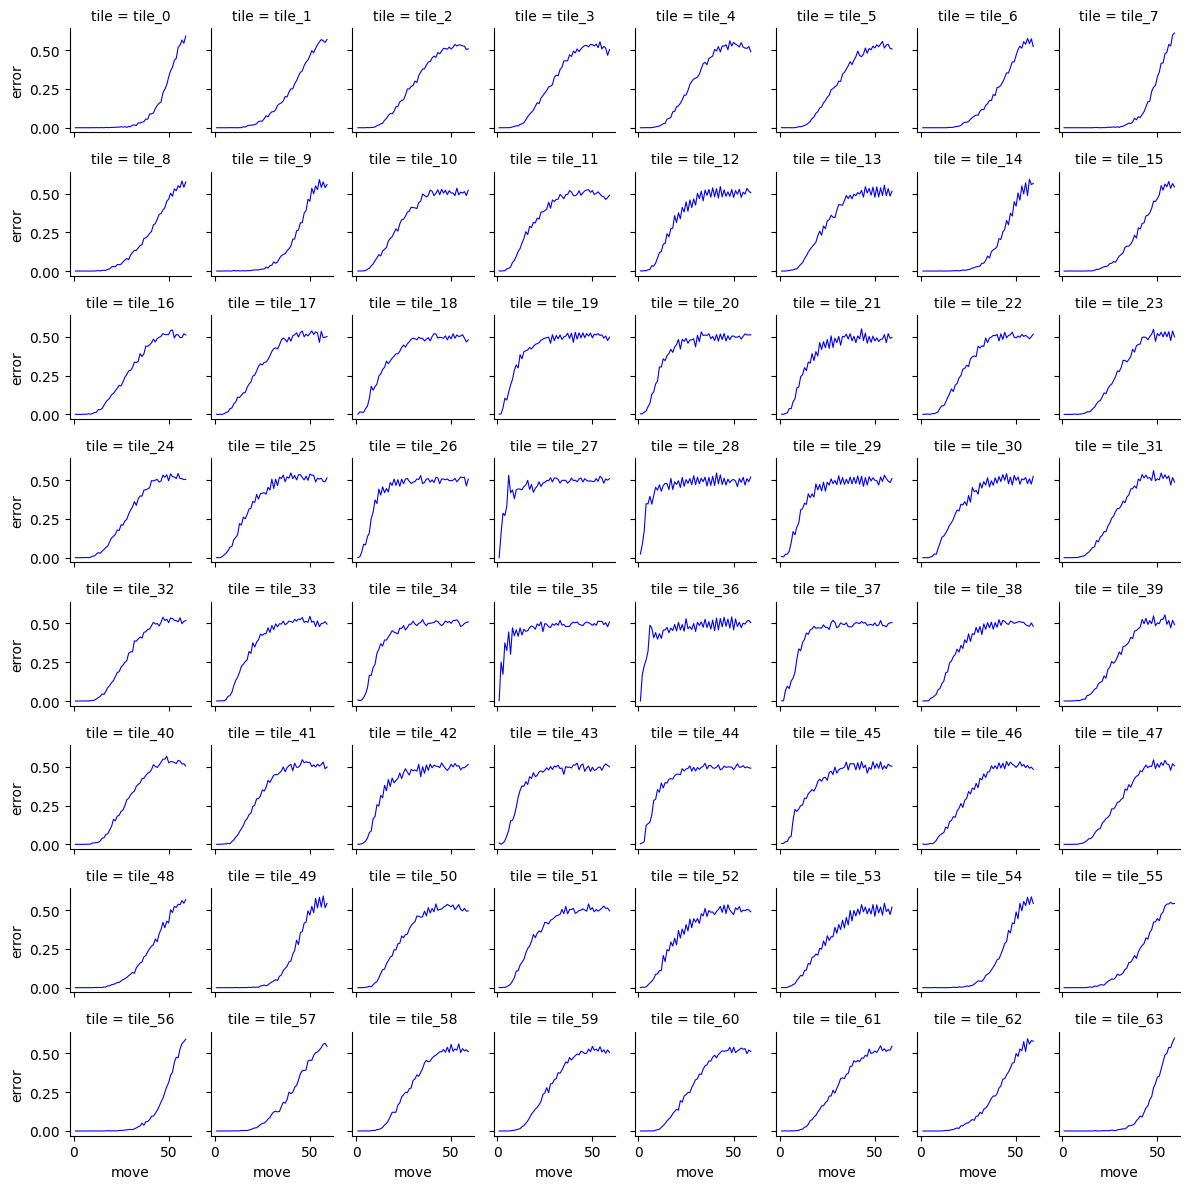 tile = tile_0 tile = tile_1 tile = tile_2 tile = tile_3 tile = tile_4 tile = tile_5 tile = tile_6 tile = tile_7
0.50
error
0.25
0.00
tile = tile_8 tile = tile_9 tile = tile_10 tile = tile_11 tile = tile_12 tile = tile_13 tile = tile_14 tile = tile_15
0.50
error
0.25
0.00
tile = tile_16 tile = tile_17 tile = tile_18 tile = tile_19 tile = tile_20 tile = tile_21 tile = tile_22 tile = tile_23
0.50
error
0.25
0.00
tile = tile_24 tile = tile_25 tile = tile_26 tile = tile_27 tile = tile_28 tile = tile_29 tile = tile_30 tile = tile_31
0.50
error
0.25
0.00
tile = tile_32 tile = tile_33 tile = tile_34 tile = tile_35 tile = tile_36 tile = tile_37 tile = tile_38 tile = tile_39
0.50
error
0.25
0.00
tile = tile_40 tile = tile_41 tile = tile_42 tile = tile_43 tile = tile_44 tile = tile_45 tile = tile_46 tile = tile_47
0.50
error
0.25
0.00
tile = tile_48 tile = tile_49 tile = tile_50 tile = tile_51 tile = tile_52 tile = tile_53 tile = tile_54 tile = tile_55
0.50
error
0.25
0.00
tile = tile_56 tile = tile_57 tile = tile_58 tile = tile_59 tile = tile_60 tile = tile_61 tile = tile_62 tile = tile_63
0.50
error
0.25
0.00
0 50 0 50 0 50 0 50 0 50 0 50 0 50 0 50
move move move move move move move move